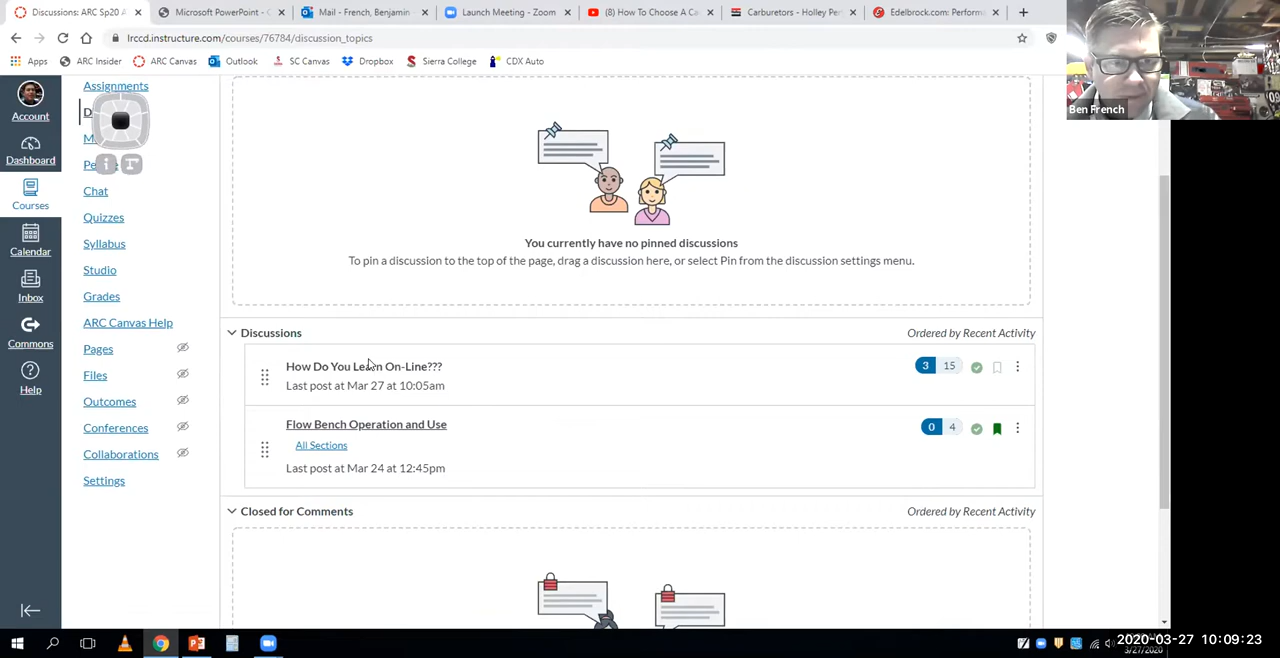 Discussions: ARC Sp20 A
Microsoft PowerPoint - C
Mail - French, Benjamin
Launch Meeting - Zoom
(8) How To Choose A Ca
Carburetors - Holley Per
Edelbrock.com: Performa
lrccd.instructure.com/courses/76784/discussion_topics
Apps
ARC Insider
ARC Canvas
Outlook
SC Canvas
Dropbox
Sierra College
CDX Auto
Ben French
Account
Dashboard
Courses
Calendar
Inbox
Commons
Help
Assignments
D
M
Pe
Chat
Quizzes
Syllabus
Studio
Grades
ARC Canvas Help
Pages
Files
Outcomes
Conferences
Collaborations
Settings
You currently have no pinned discussions
To pin a discussion to the top of the page, drag a discussion here, or select Pin from the discussion settings menu.
Discussions
Ordered by Recent Activity
How Do You Learn On-Line???
3 15
Last post at Mar 27 at 10:05am
Flow Bench Operation and Use
0 4
All Sections
Last post at Mar 24 at 12:45pm
Closed for Comments
Ordered by Recent Activity
2020-03-27 10:09:23
3/27/2020